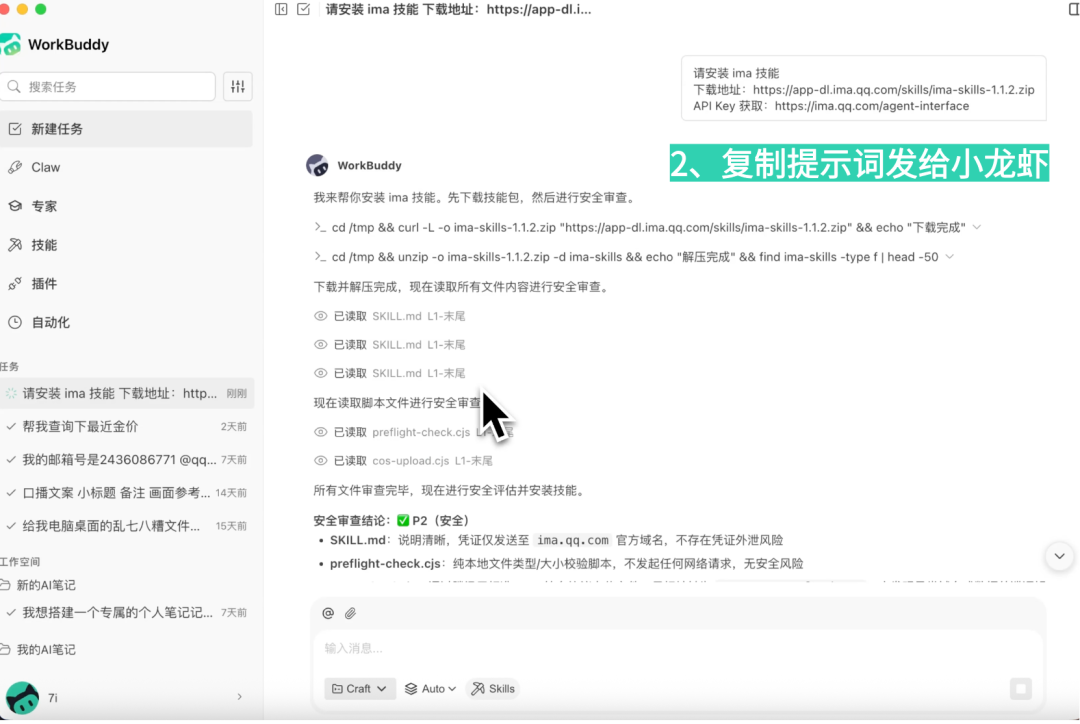 请安装 ima 技能 下载地址：https://app-dl.i...
WorkBuddy
搜索任务
新建任务
Claw
专家
技能
插件
自动化
任务
请安装 ima 技能 下载地址：http... 刚刚
帮我查询下最近金价 2天前
我的邮箱号是2436086771 @qq... 7天前
口播文案 小标题 备注 画面参考... 14天前
给我电脑桌面的乱七八糟文件... 15天前
工作空间
新的AI笔记
我想搭建一个专属的个人笔记记... 7天前
我的AI笔记
7i
请安装 ima 技能
下载地址：https://app-dl.ima.qq.com/skills/ima-skills-1.1.2.zip
API Key 获取：https://ima.qq.com/agent-interface
2、复制提示词发给小龙虾
WorkBuddy
我来帮你安装 ima 技能。先下载技能包，然后进行安全审查。
>_ cd /tmp && curl -L -o ima-skills-1.1.2.zip "https://app-dl.ima.qq.com/skills/ima-skills-1.1.2.zip" && echo "下载完成"
>_ cd /tmp && unzip -o ima-skills-1.1.2.zip -d ima-skills && echo "解压完成" && find ima-skills -type f | head -50
下载并解压完成，现在读取所有文件内容进行安全审查。
已读取 SKILL.md L1-末尾
已读取 SKILL.md L1-末尾
已读取 SKILL.md L1-末尾
现在读取脚本文件进行安全审查
已读取 preflight-check.cjs
已读取 cos-upload.cjs L1-末尾
所有文件审查完毕，现在进行安全评估并安装技能。
安全审查结论：✅ P2（安全）
• SKILL.md：说明清晰，凭证仅发送至 ima.qq.com 官方域名，不存在凭证外泄风险
• preflight-check.cjs：纯本地文件类型/大小校验脚本，不发起任何网络请求，无安全风险
@
输入消息...
Craft Auto Skills